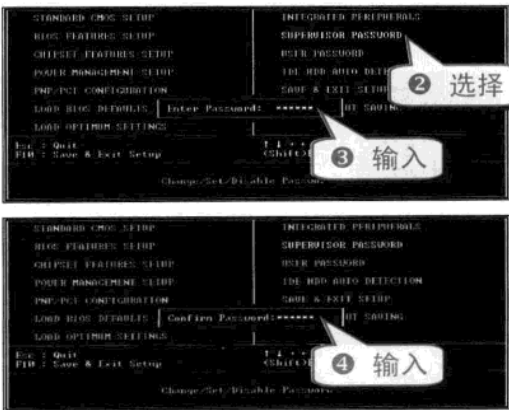 STANDARD CMOS SETUP
INTEGRATED PERIPHERALS
BIOS FEATURES SETUP
SUPERVISOR PASSWORD
CHIPSET FEATURES SETUP
USER PASSWORD
POWER MANAGEMENT SETUP
IDE HDD AUTO
PNP/PCI CONFIGURATION
SAVE & EXIT SETUP
❷ 选择
LOAD BIOS DEFAULTS
Enter Password: ******
UT SAVING
LOAD OPTIMUM SETTINGS
Esc : Quit
F10 : Save & Exit Setup
(Shift)
❸ 输入
Change/Set/Disable
STANDARD CMOS SETUP
INTEGRATED PERIPHERALS
BIOS FEATURES SETUP
SUPERVISOR PASSWORD
CHIPSET FEATURES SETUP
USER PASSWORD
POWER MANAGEMENT SETUP
IDE HDD AUTO DETECTION
PNP/PCI CONFIGURATION
SAVE & EXIT SETUP
LOAD BIOS DEFAULTS
Confirm Password:******
UT SAVING
LOAD OPTIMUM SETTINGS
Esc : Quit
F10 : Save & Exit Setup
(Shift)
❹ 输入
Change/Set/Disable Password